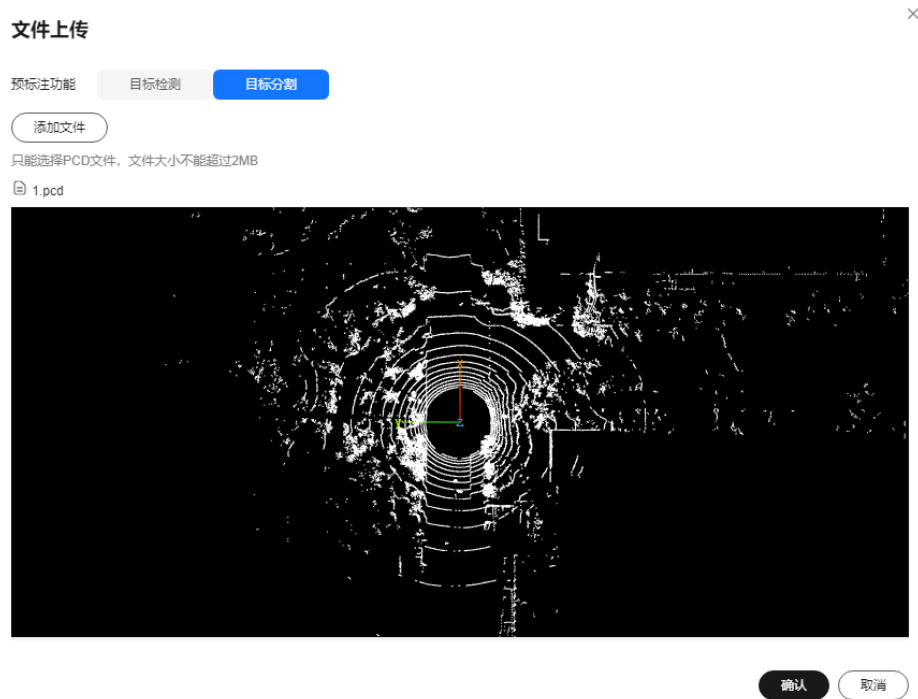 文件上传
预标注功能 目标检测 目标分割
添加文件
只能选择PCD文件，文件大小不能超过2MB
1.pcd
X
Y Z
确认 取消